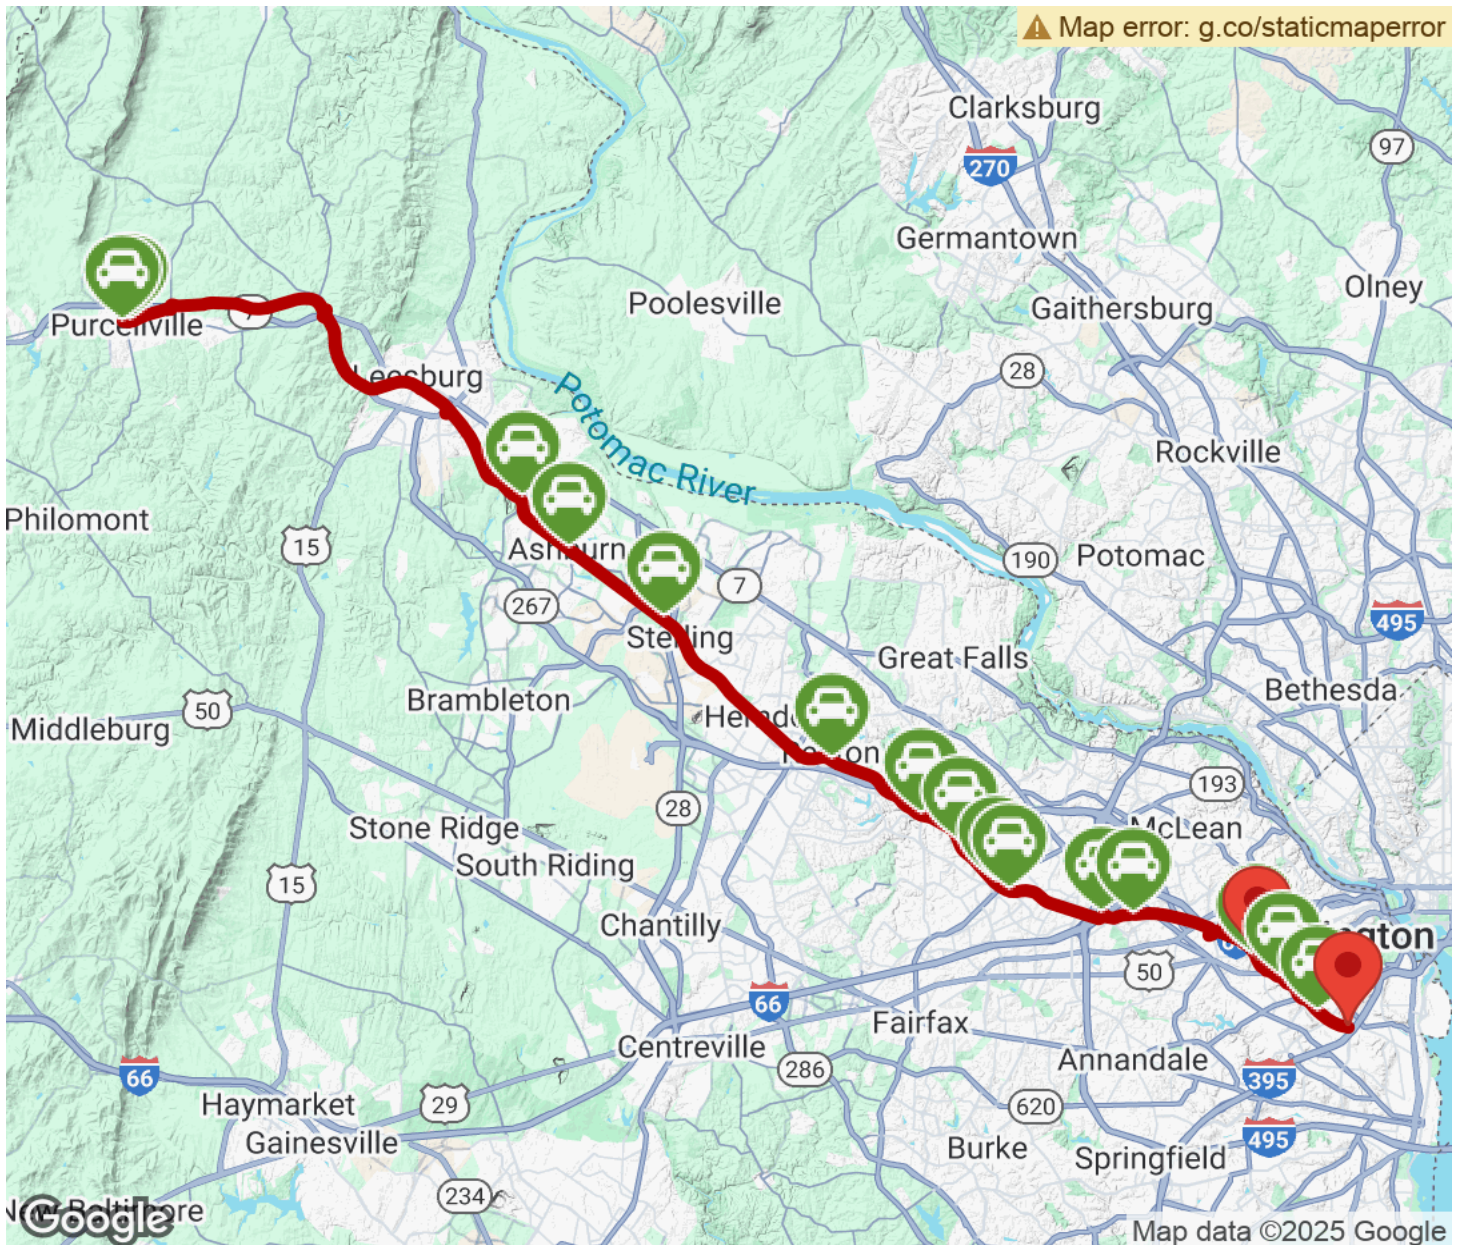 Map error: g.co/staticmaperror
Clarksburg
97
270
Germantown
Olney
Poolesville
Gaithersburg
Purcellville
7
28
Leesburg
Potomac River
Rockville
Philomont
15
Ashburn
190
Potomac
7
267
495
Sterling
Great Falls
Bethesda
Brambleton
50
Middleburg
193
28
Stone Ridge
McLean
South Riding
15
Chantilly
50
66
Fairfax
Centreville
Annandale
286
66
395
Haymarket
29
620
Gainesville
495
Burke
Springfield
234
New Baltimore
Google
Map data ©2025 Google